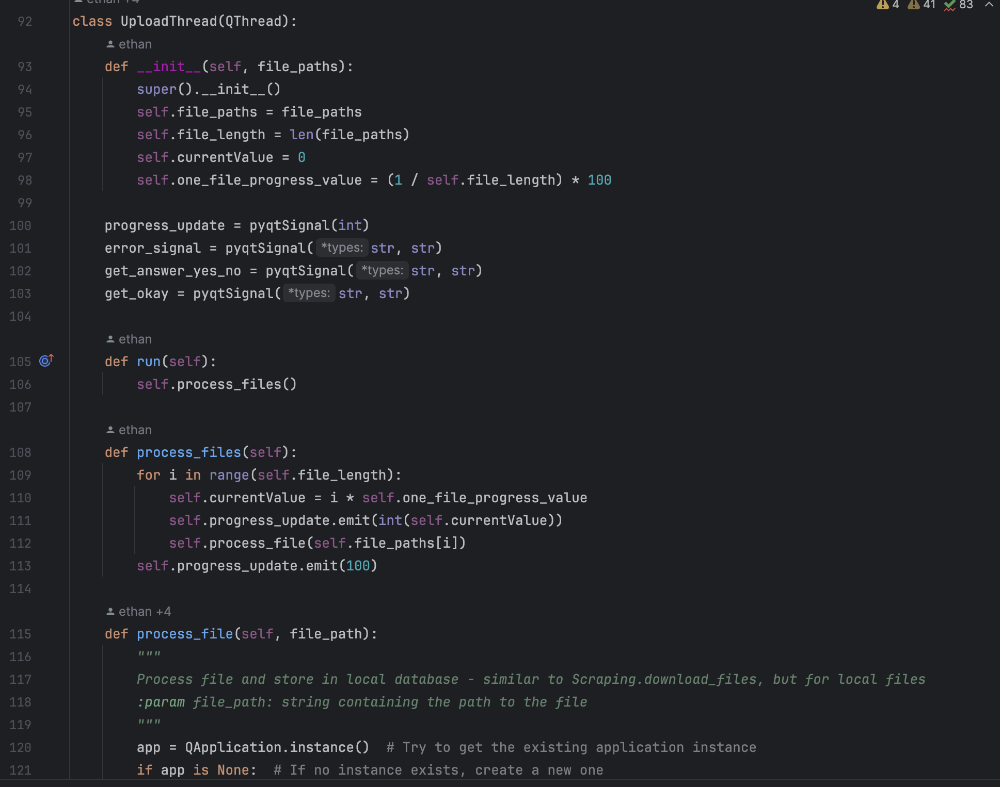 ethan +4
4 41 83
92 class UploadThread(QThread):
ethan
93 def __init__(self, file_paths):
94 super().__init__()
95 self.file_paths = file_paths
96 self.file_length = len(file_paths)
97 self.currentValue = 0
98 self.one_file_progress_value = (1 / self.file_length) * 100
99
100 progress_update = pyqtSignal(int)
101 error_signal = pyqtSignal( *types: str, str)
102 get_answer_yes_no = pyqtSignal( *types: str, str)
103 get_okay = pyqtSignal( *types: str, str)
104
ethan
105 def run(self):
106 self.process_files()
107
ethan
108 def process_files(self):
109 for i in range(self.file_length):
110 self.currentValue = i * self.one_file_progress_value
111 self.progress_update.emit(int(self.currentValue))
112 self.process_file(self.file_paths[i])
113 self.progress_update.emit(100)
114
ethan +4
115 def process_file(self, file_path):
116 """
117 Process file and store in local database - similar to Scraping.download_files, but for local files
118 :param file_path: string containing the path to the file
119 """
120 app = QApplication.instance()  # Try to get the existing application instance
121 if app is None:  # If no instance exists, create a new one